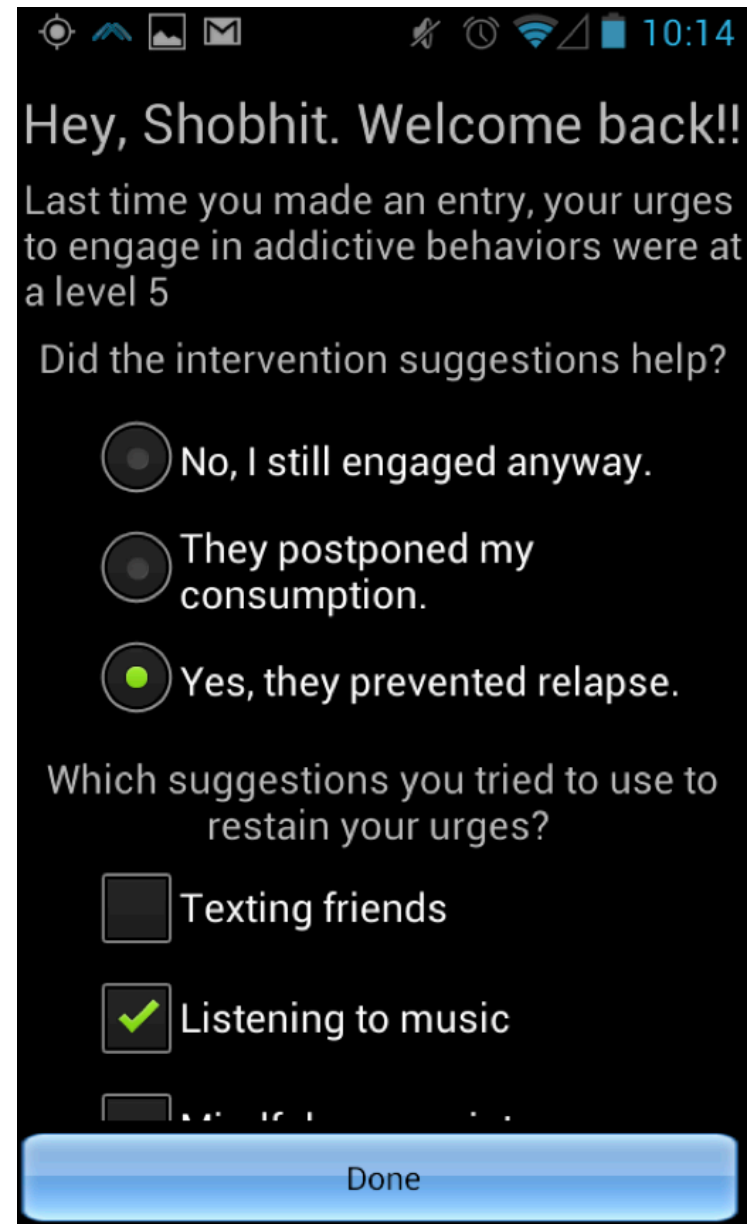 10:14
Hey, Shobhit. Welcome back!!
Last time you made an entry, your urges
to engage in addictive behaviors were at
a level 5
Did the intervention suggestions help?
No, I still engaged anyway.
They postponed my
consumption.
Yes, they prevented relapse.
Which suggestions you tried to use to
restain your urges?
Texting friends
Listening to music
Done